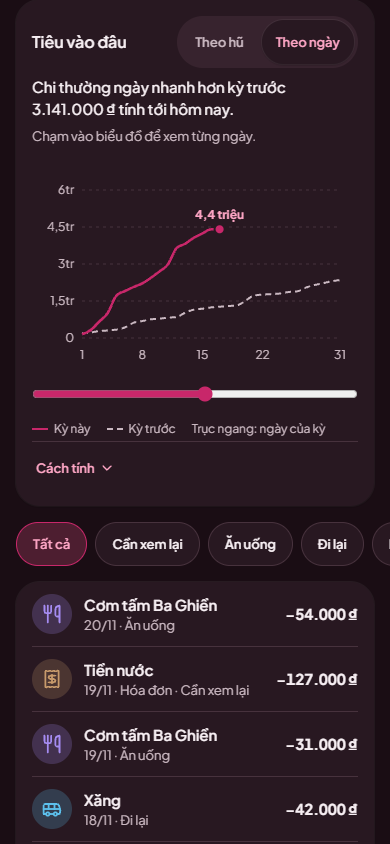 Tiêu vào đâu
Theo hũ
Theo ngày
Chi thường ngày nhanh hơn kỳ trước
3.141.000 ₫ tính tới hôm nay.
Chạm vào biểu đồ để xem từng ngày.
6tr
4,5tr
3tr
1,5tr
0
4,4 triệu
1
8
15
22
31
Kỳ này
Kỳ trước
Trục ngang: ngày của kỳ
Cách tính
Tất cả
Cần xem lại
Ăn uống
Đi lại
Cơm tấm Ba Ghiền
−54.000 ₫
20/11 · Ăn uống
Tiền nước
−127.000 ₫
19/11 · Hóa đơn · Cần xem lại
Cơm tấm Ba Ghiền
−31.000 ₫
19/11 · Ăn uống
Xăng
−42.000 ₫
18/11 · Đi lại